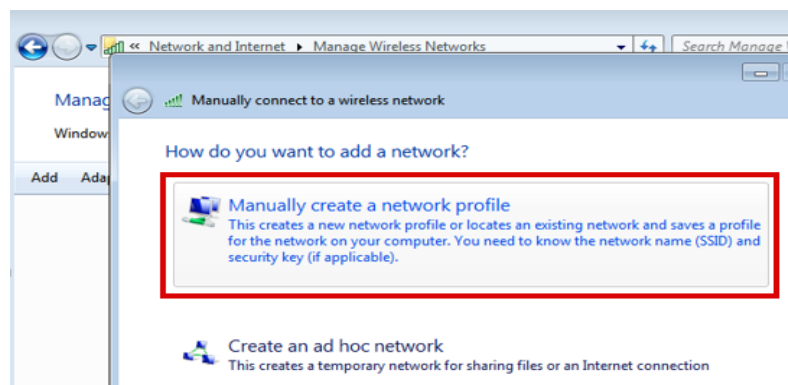 « Network and Internet ▸ Manage Wireless Networks Search Manage
Manually connect to a wireless network
How do you want to add a network?
Add
Manually create a network profile
This creates a new network profile or locates an existing network and saves a profile
for the network on your computer. You need to know the network name (SSID) and
security key (if applicable).
Create an ad hoc network
This creates a temporary network for sharing files or an Internet connection